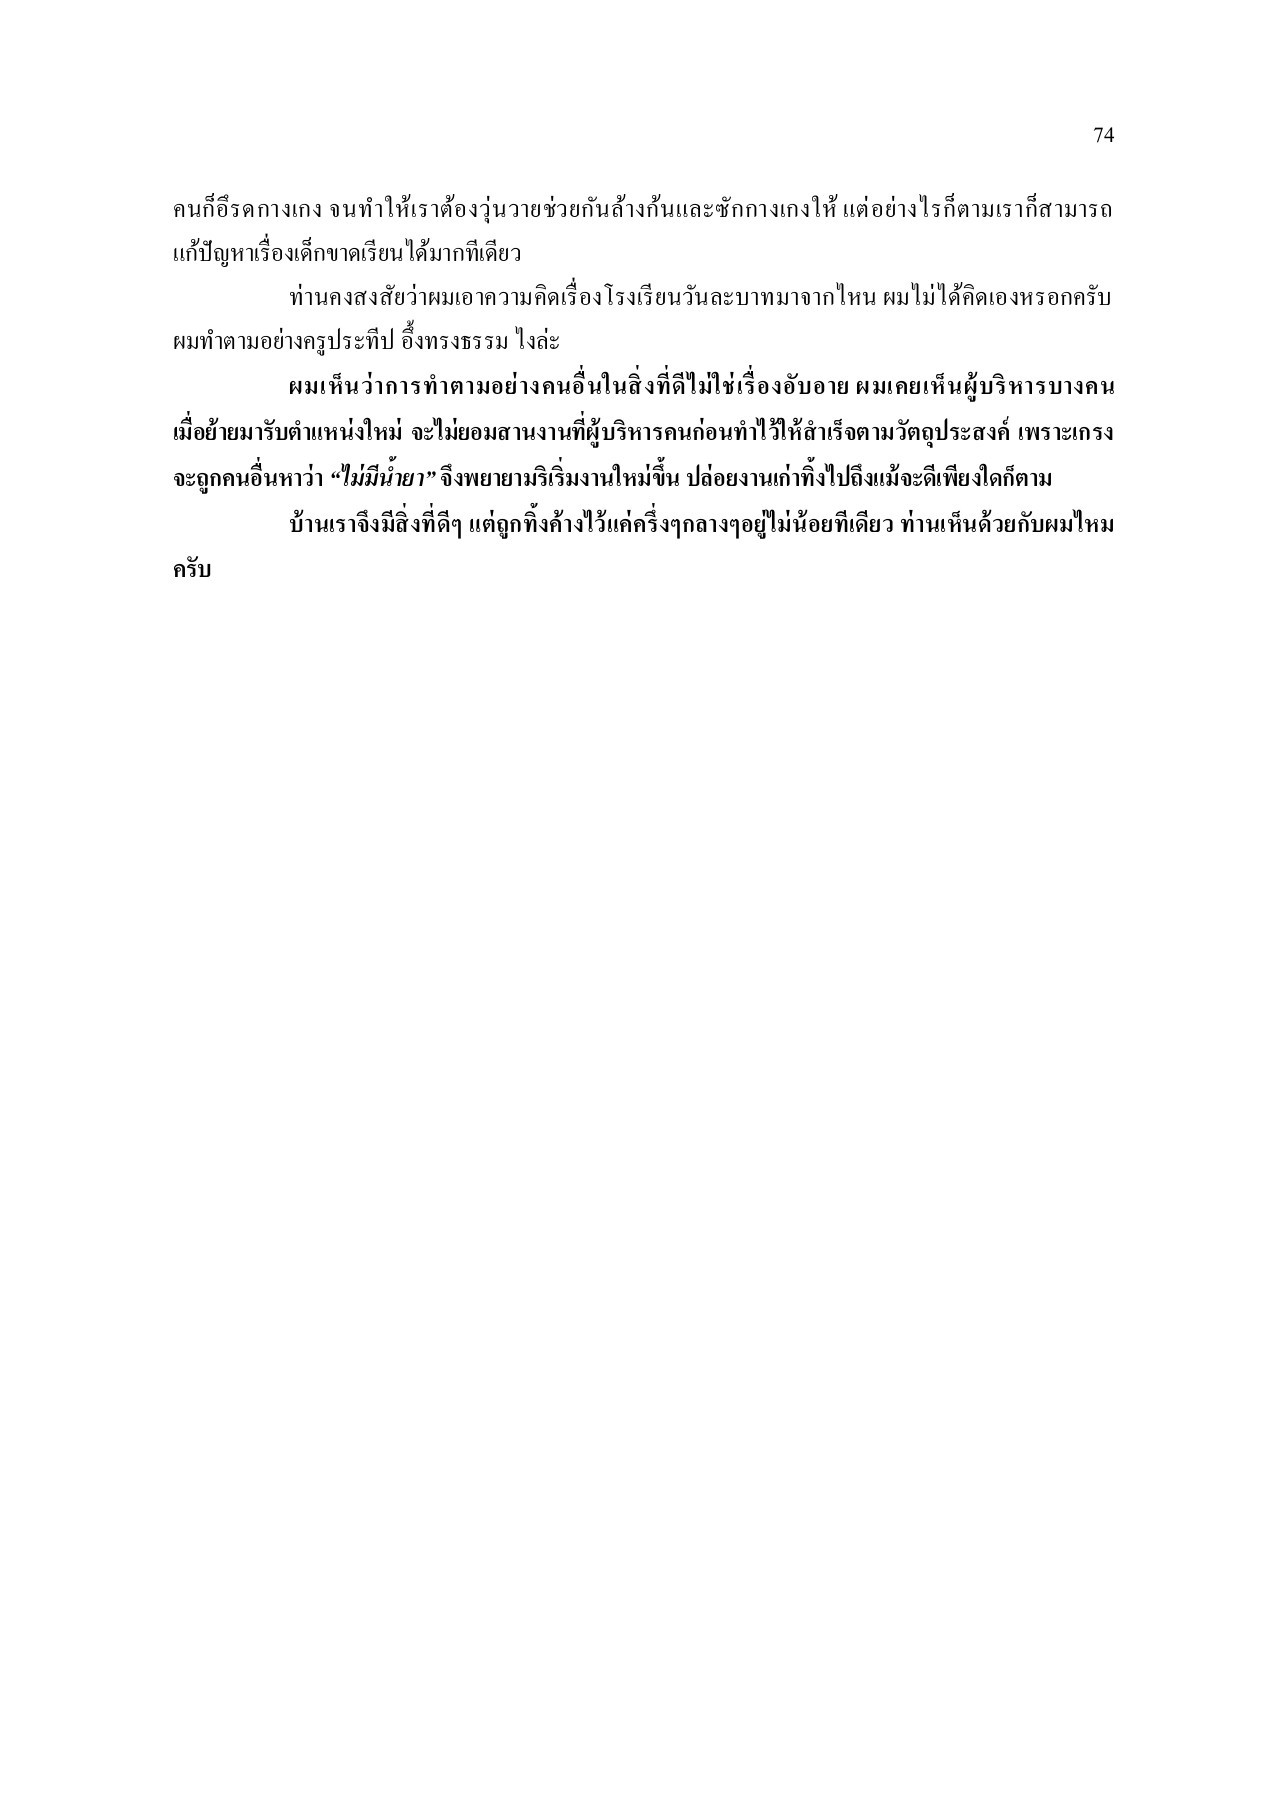 74
คนก็อึรดกางเกง จนทำให้เราต้องวุ่นวายช่วยกันล้างก้นและซักกางเกงให้ แต่อย่างไรก็ตามเราก็สามารถ
แก้ปัญหาเรื่องเด็กขาดเรียนได้มากทีเดียว
ท่านคงสงสัยว่าผมเอาความคิดเรื่องโรงเรียนวันละบาทมาจากไหน ผมไม่ได้คิดเองหรอกครับ
ผมทำตามอย่างครูประทีป อึ้งทรงธรรม ไงล่ะ
ผมเห็นว่าการทำตามอย่างคนอื่นในสิ่งที่ดีไม่ใช่เรื่องอับอาย ผมเคยเห็นผู้บริหารบางคน
เมื่อย้ายมารับตำแหน่งใหม่ จะไม่ยอมสานงานที่ผู้บริหารคนก่อนทำไว้ให้สำเร็จตามวัตถุประสงค์ เพราะเกรง
จะถูกคนอื่นหาว่า “ไม่มีน้ำยา” จึงพยายามริเริ่มงานใหม่ขึ้น ปล่อยงานเก่าทิ้งไปถึงแม้จะดีเพียงใดก็ตาม
บ้านเราจึงมีสิ่งที่ดีๆ แต่ถูกทิ้งค้างไว้แค่ครึ่งๆกลางๆอยู่ไม่น้อยทีเดียว ท่านเห็นด้วยกับผมไหม
ครับ